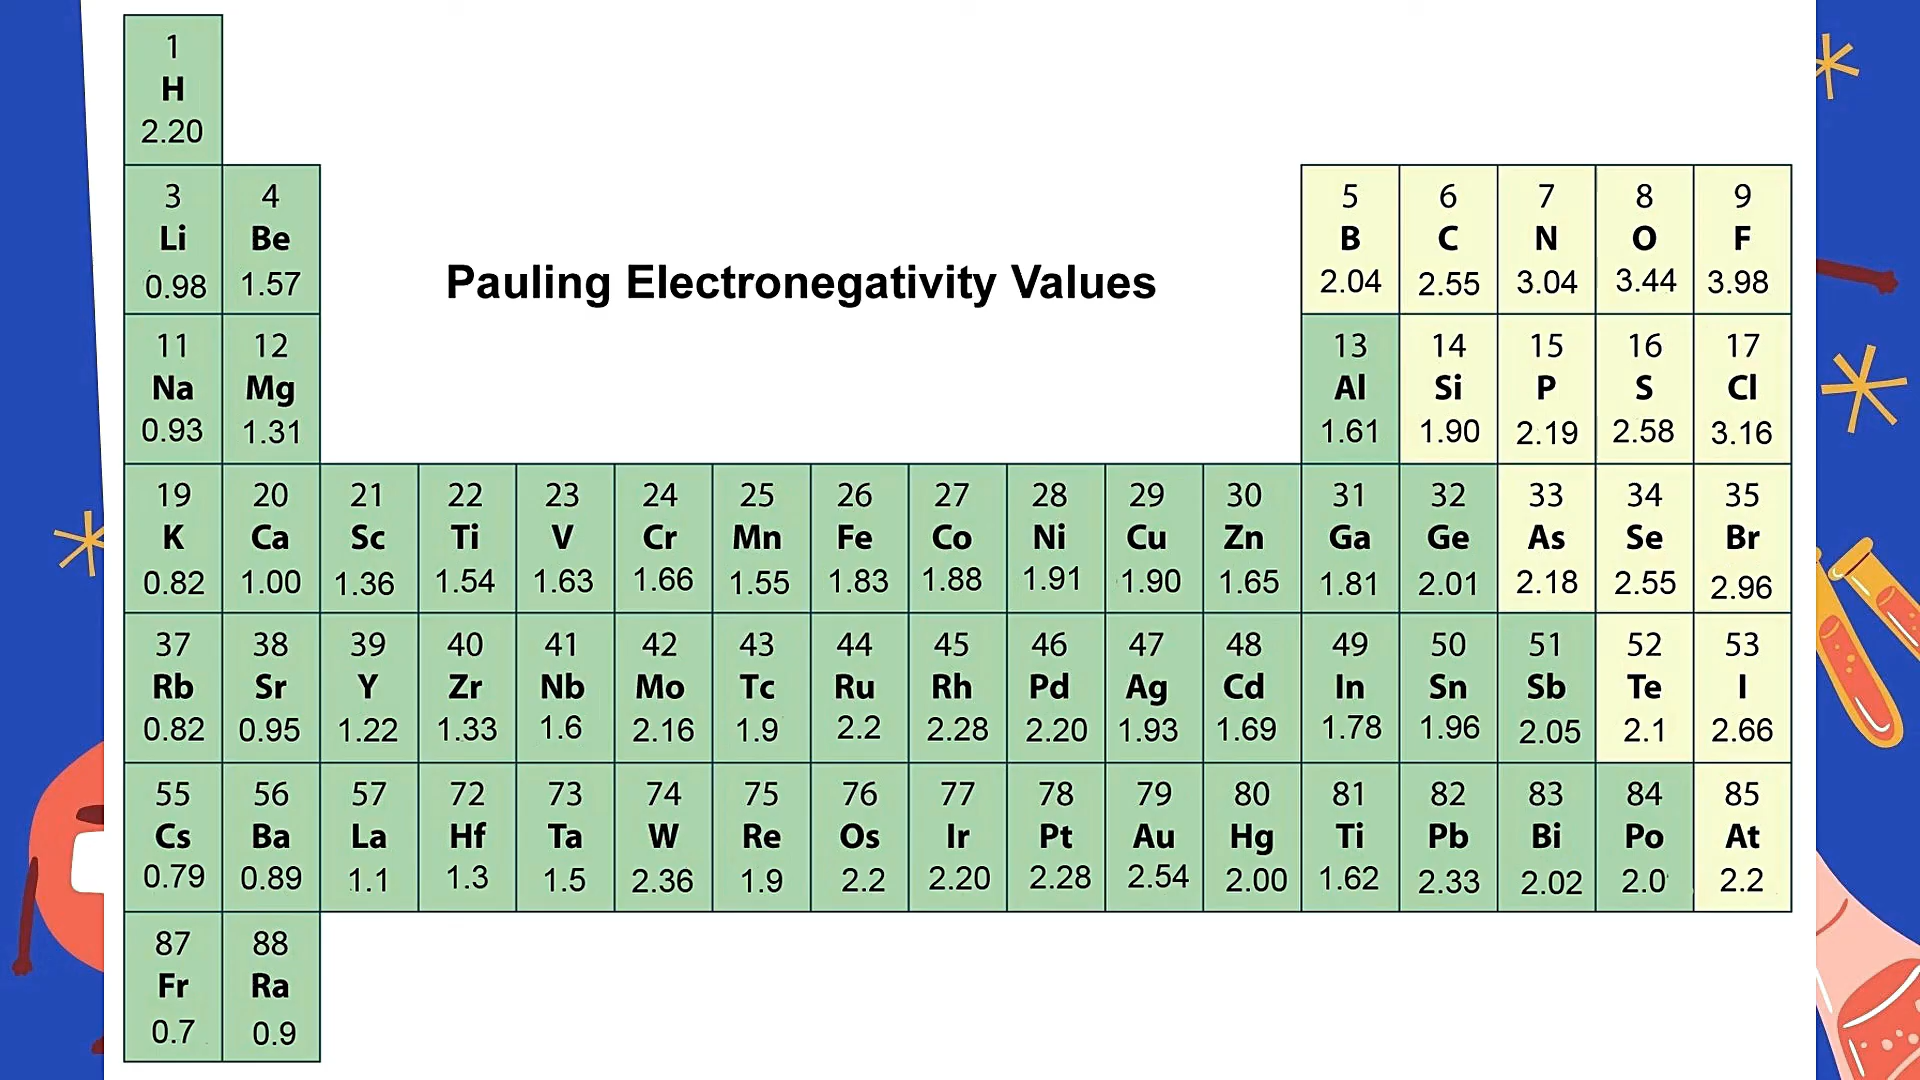 1
H
2.20
3 4 5 6 7 8 9
Li Be B C N O F
0.98 1.57 Pauling Electronegativity Values 2.04 2.55 3.04 3.44 3.98
11 12 13 14 15 16 17
Na Mg Al Si P S Cl
0.93 1.31 1.61 1.90 2.19 2.58 3.16
19 20 21 22 23 24 25 26 27 28 29 30 31 32 33 34 35
K Ca Sc Ti V Cr Mn Fe Co Ni Cu Zn Ga Ge As Se Br
0.82 1.00 1.36 1.54 1.63 1.66 1.55 1.83 1.88 1.91 1.90 1.65 1.81 2.01 2.18 2.55 2.96
37 38 39 40 41 42 43 44 45 46 47 48 49 50 51 52 53
Rb Sr Y Zr Nb Mo Tc Ru Rh Pd Ag Cd In Sn Sb Te I
0.82 0.95 1.22 1.33 1.6 2.16 1.9 2.2 2.28 2.20 1.93 1.69 1.78 1.96 2.05 2.1 2.66
55 56 57 72 73 74 75 76 77 78 79 80 81 82 83 84 85
Cs Ba La Hf Ta W Re Os Ir Pt Au Hg Ti Pb Bi Po At
0.79 0.89 1.1 1.3 1.5 2.36 1.9 2.2 2.20 2.28 2.54 2.00 1.62 2.33 2.02 2.0 2.2
87 88
Fr Ra
0.7 0.9